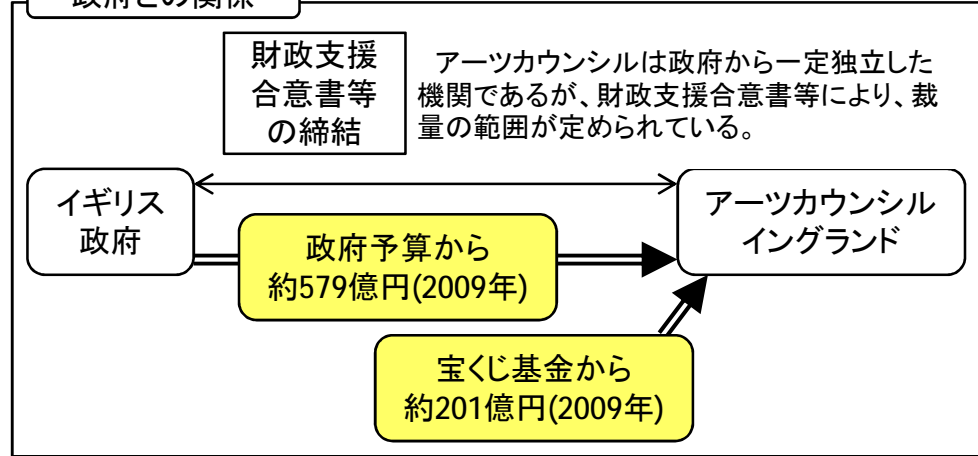 政府との関係
財政支援
合意書等
の締結
アーツカウンシルは政府から一定独立した
機関であるが、財政支援合意書等により、裁
量の範囲が定められている。
イギリス
政府
アーツカウンシル
イングランド
政府予算から
約579億円(2009年)
宝くじ基金から
約201億円(2009年)